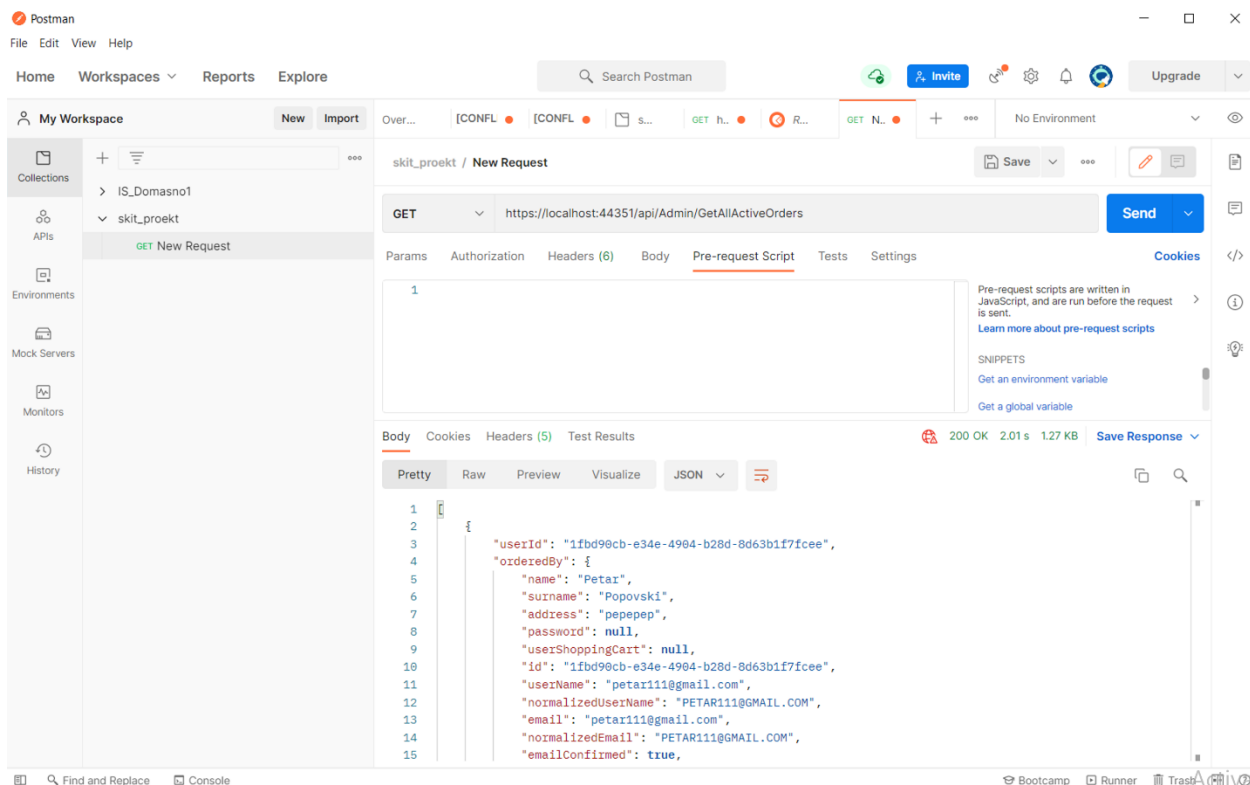 Postman
File Edit View Help
Home Workspaces Reports Explore Search Postman Invite Upgrade
My Workspace New Import
Over... [CONFL [CONFL s... GET h.. R... GET N.. No Environment
Collections
APIs
Environments
Mock Servers
Monitors
History
IS_Domasno1
skit_proekt
GET New Request
skit_proekt / New Request Save
GET https://localhost:44351/api/Admin/GetAllActiveOrders Send
Params Authorization Headers (6) Body Pre-request Script Tests Settings Cookies
1
Pre-request scripts are written in
JavaScript, and are run before the request
is sent.
Learn more about pre-request scripts
SNIPPETS
Get an environment variable
Get a global variable
Body Cookies Headers (5) Test Results 200 OK 2.01 s 1.27 KB Save Response
Pretty Raw Preview Visualize JSON
1 [
2 {
3 "userId": "1fbd90cb-e34e-4904-b28d-8d63b1f7fcee",
4 "orderedBy": {
5 "name": "Petar",
6 "surname": "Popovski",
7 "address": "pepepep",
8 "password": null,
9 "userShoppingCart": null,
10 "id": "1fbd90cb-e34e-4904-b28d-8d63b1f7fcee",
11 "userName": "petar111@gmail.com",
12 "normalizedUserName": "PETAR111@GMAIL.COM",
13 "email": "petar111@gmail.com",
14 "normalizedEmail": "PETAR111@GMAIL.COM",
15 "emailConfirmed": true,
Find and Replace Console Bootcamp Runner Trash